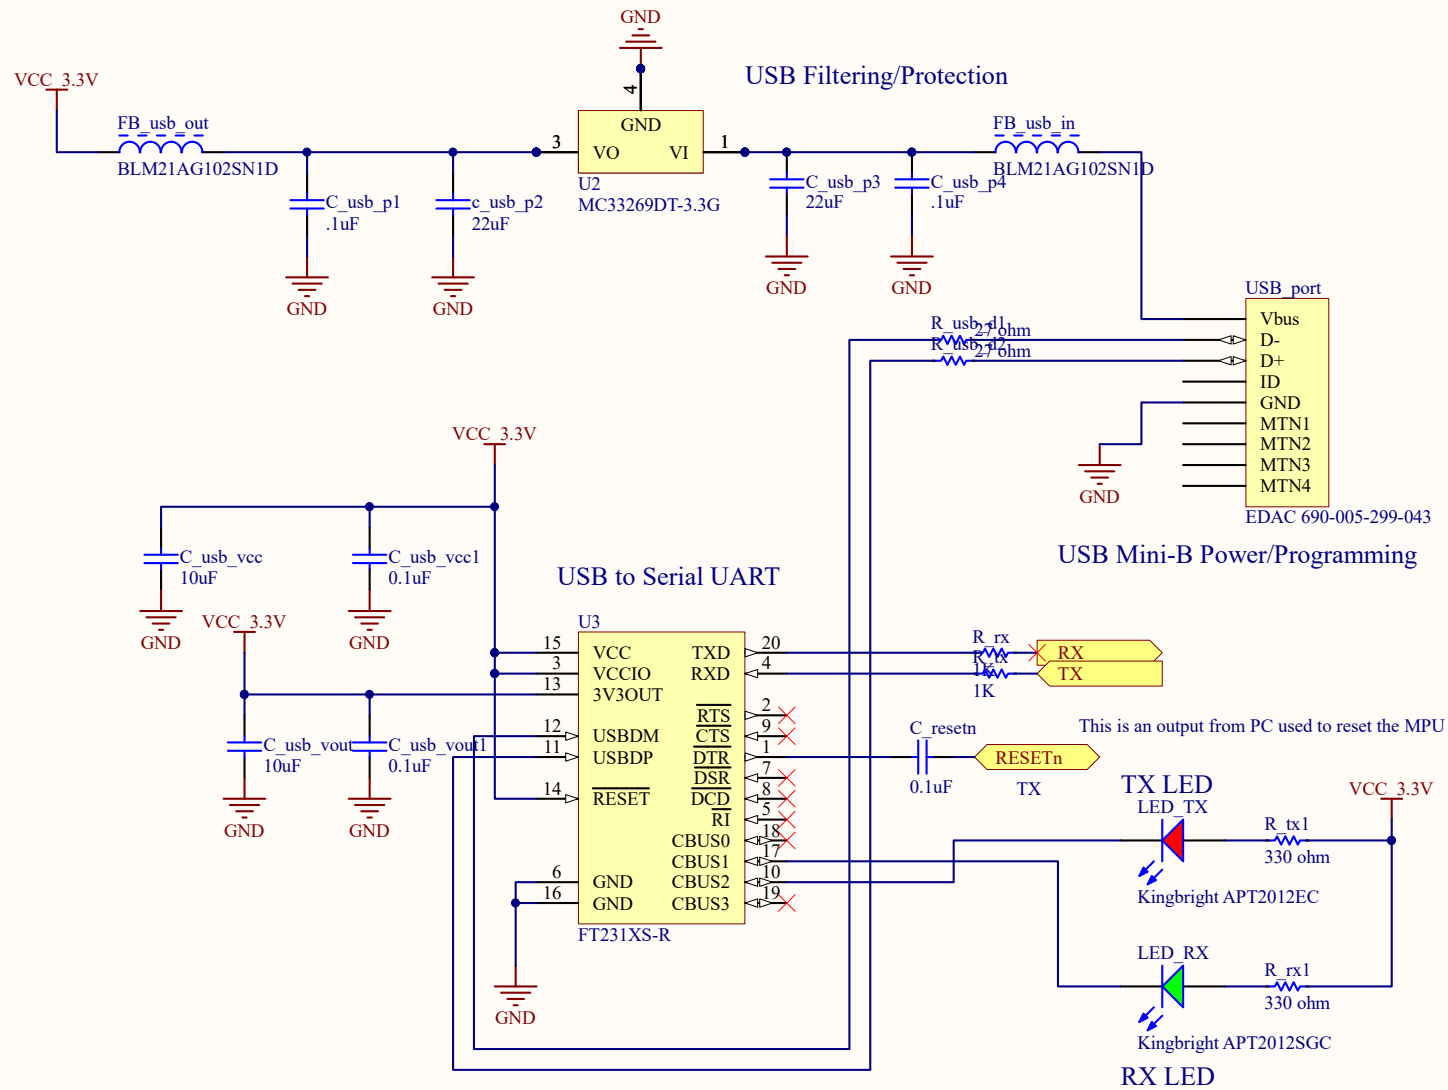 GND
USB Filtering/Protection
VCC_3.3V
4
FB_usb_out
GND
FB_usb_in
3
VO
VI
1
BLM21AG102SN1D
BLM21AG102SN1D
U2
MC33269DT-3.3G
C_usb_p1
.1uF
c_usb_p2
22uF
C_usb_p3
22uF
C_usb_p4
.1uF
GND
GND
GND
GND
USB_port
R_usb_d1
27 ohm
R_usb_d2
27 ohm
Vbus
D-
D+
ID
GND
MTN1
MTN2
MTN3
MTN4
GND
EDAC 690-005-299-043
USB Mini-B Power/Programming
VCC_3.3V
C_usb_vcc
10uF
C_usb_vcc1
0.1uF
GND
GND
VCC_3.3V
C_usb_vout
10uF
C_usb_vout1
0.1uF
GND
GND
USB to Serial UART
U3
15
VCC
TXD
20
3
VCCIO
RXD
4
13
3V3OUT
RTS
2
12
USBDM
CTS
9
11
USBDP
DTR
1
DSR
7
14
RESET
DCD
8
RI
5
CBUS0
18
CBUS1
17
6
GND
CBUS2
10
16
GND
CBUS3
19
FT231XS-R
GND
R_rx
1K
RX
R_tx
1K
TX
This is an output from PC used to reset the MPU
C_resetn
0.1uF
RESETn
TX
TX LED
LED_TX
Kingbright APT2012EC
R_tx1
330 ohm
VCC_3.3V
LED_RX
Kingbright APT2012SGC
R_rx1
330 ohm
RX LED